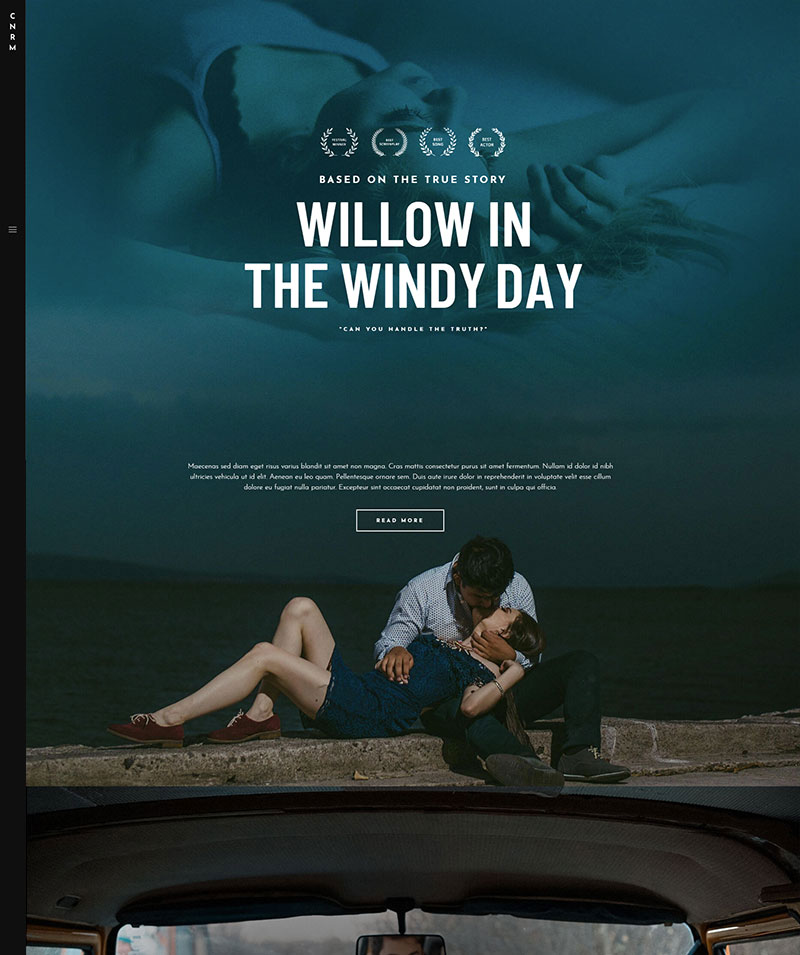 C
N
R
M
FESTIVAL
WINNER
BEST
SCREENPLAY
BEST
SONG
BEST
ACTOR
BASED ON THE TRUE STORY
WILLOW IN
THE WINDY DAY
"CAN YOU HANDLE THE TRUTH?"
Maecenas sed diam eget risus varius blandit sit amet non magna. Cras mattis consectetur purus sit amet fermentum. Nullam id dolor id nibh
ultricies vehicula ut id elit. Aenean eu leo quam. Pellentesque ornare sem. Duis aute irure dolor in reprehenderit in voluptate velit esse cillum
dolore eu fugiat nulla pariatur. Excepteur sint occaecat cupidatat non proident, sunt in culpa qui officia.
READ MORE